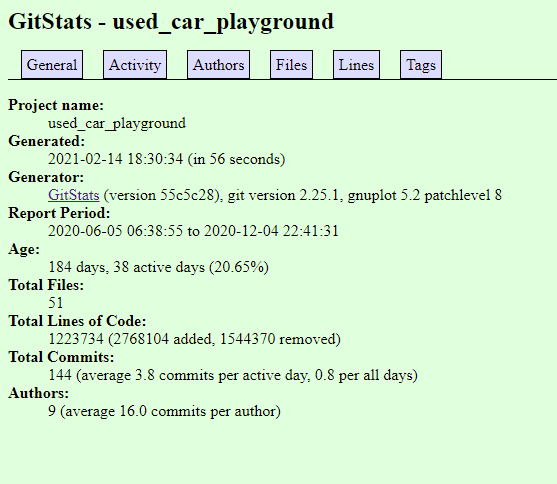 GitStats - used_car_playground
General Activity Authors Files Lines Tags
Project name:
used_car_playground
Generated:
2021-02-14 18:30:34 (in 56 seconds)
Generator:
GitStats (version 55c5c28), git version 2.25.1, gnuplot 5.2 patchlevel 8
Report Period:
2020-06-05 06:38:55 to 2020-12-04 22:41:31
Age:
184 days, 38 active days (20.65%)
Total Files:
51
Total Lines of Code:
1223734 (2768104 added, 1544370 removed)
Total Commits:
144 (average 3.8 commits per active day, 0.8 per all days)
Authors:
9 (average 16.0 commits per author)